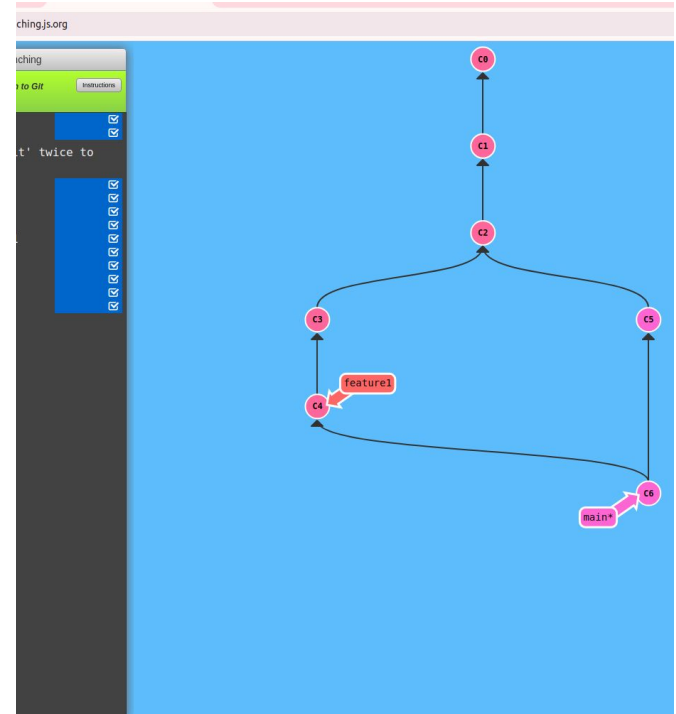 ching.js.org
ching
n to Git
Instructions
.t' twice to
C0
C1
C2
C3
C5
feature1
C4
C6
main*